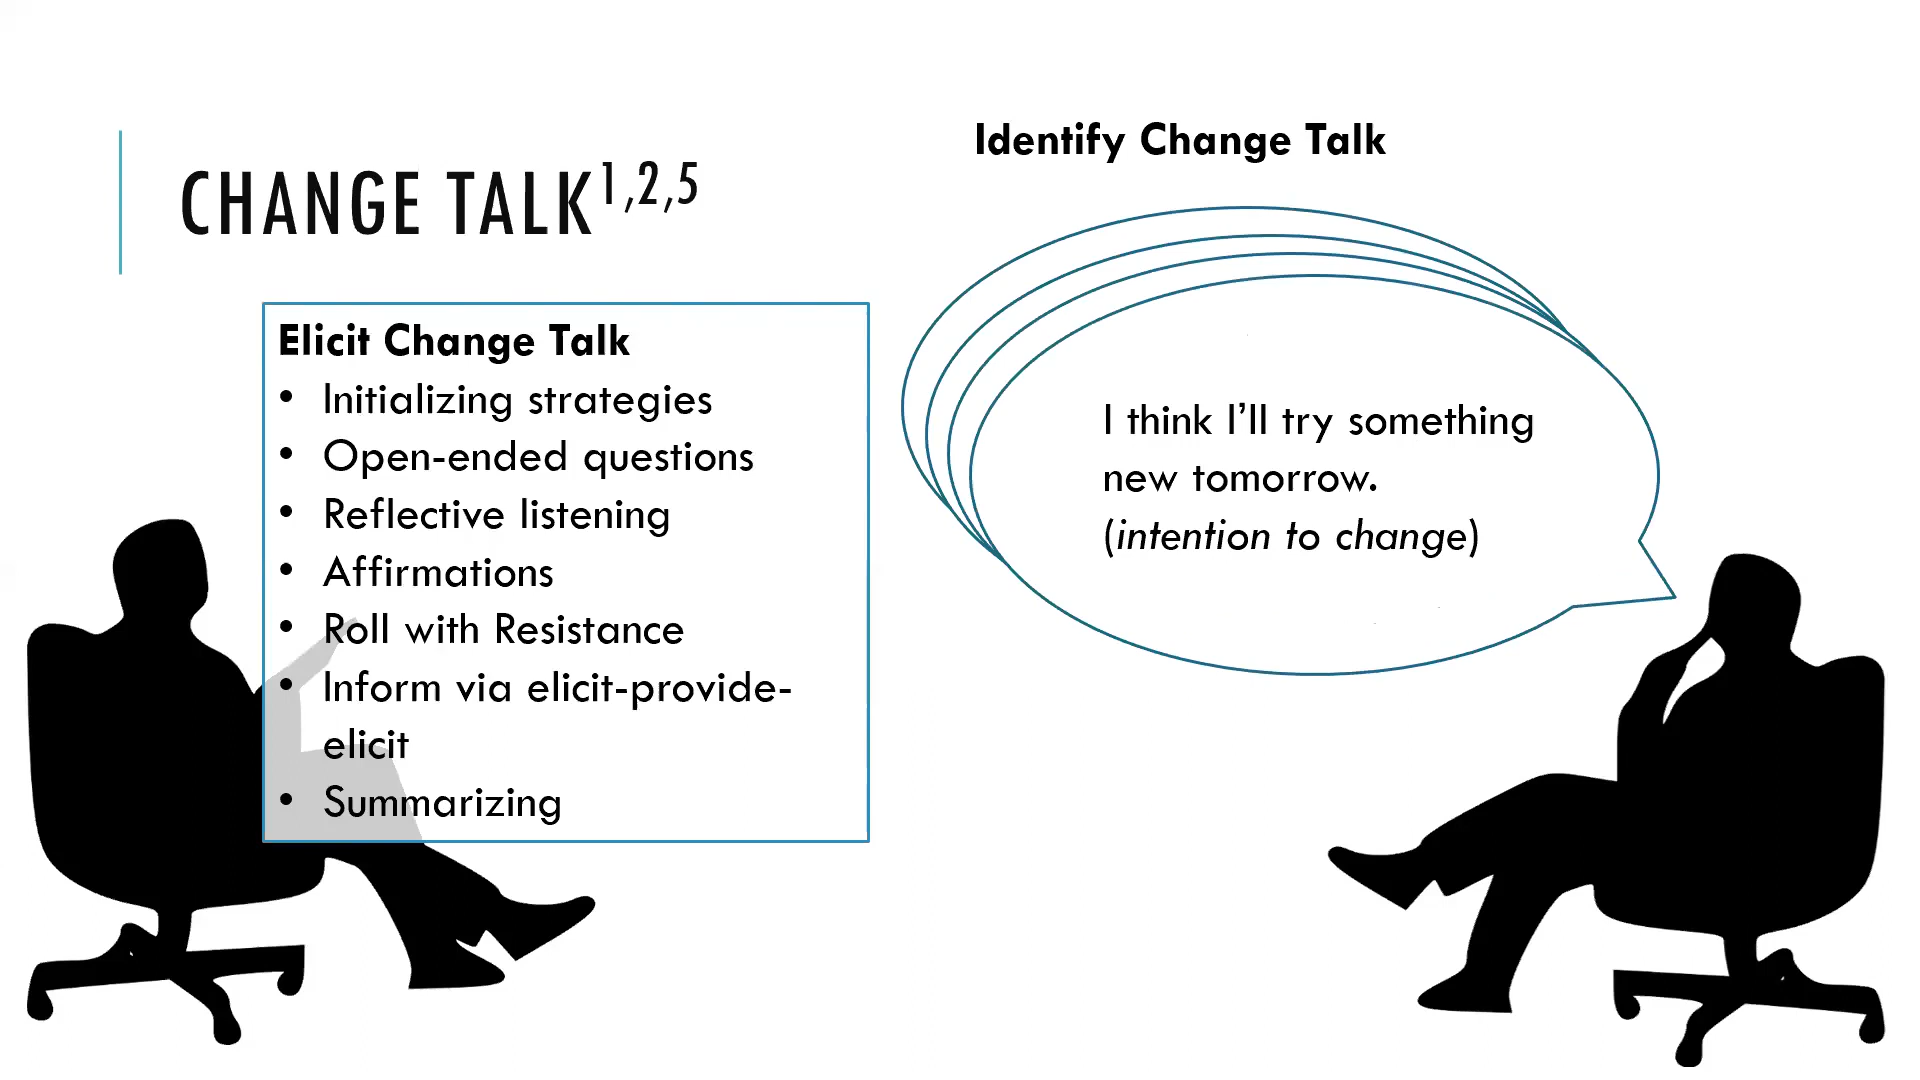 CHANGE TALK1,2,5
Identify Change Talk
Elicit Change Talk
• Initializing strategies
• Open-ended questions
• Reflective listening
• Affirmations
• Roll with Resistance
• Inform via elicit-provide-
elicit
• Summarizing
I think I’ll try something
new tomorrow.
(intention to change)